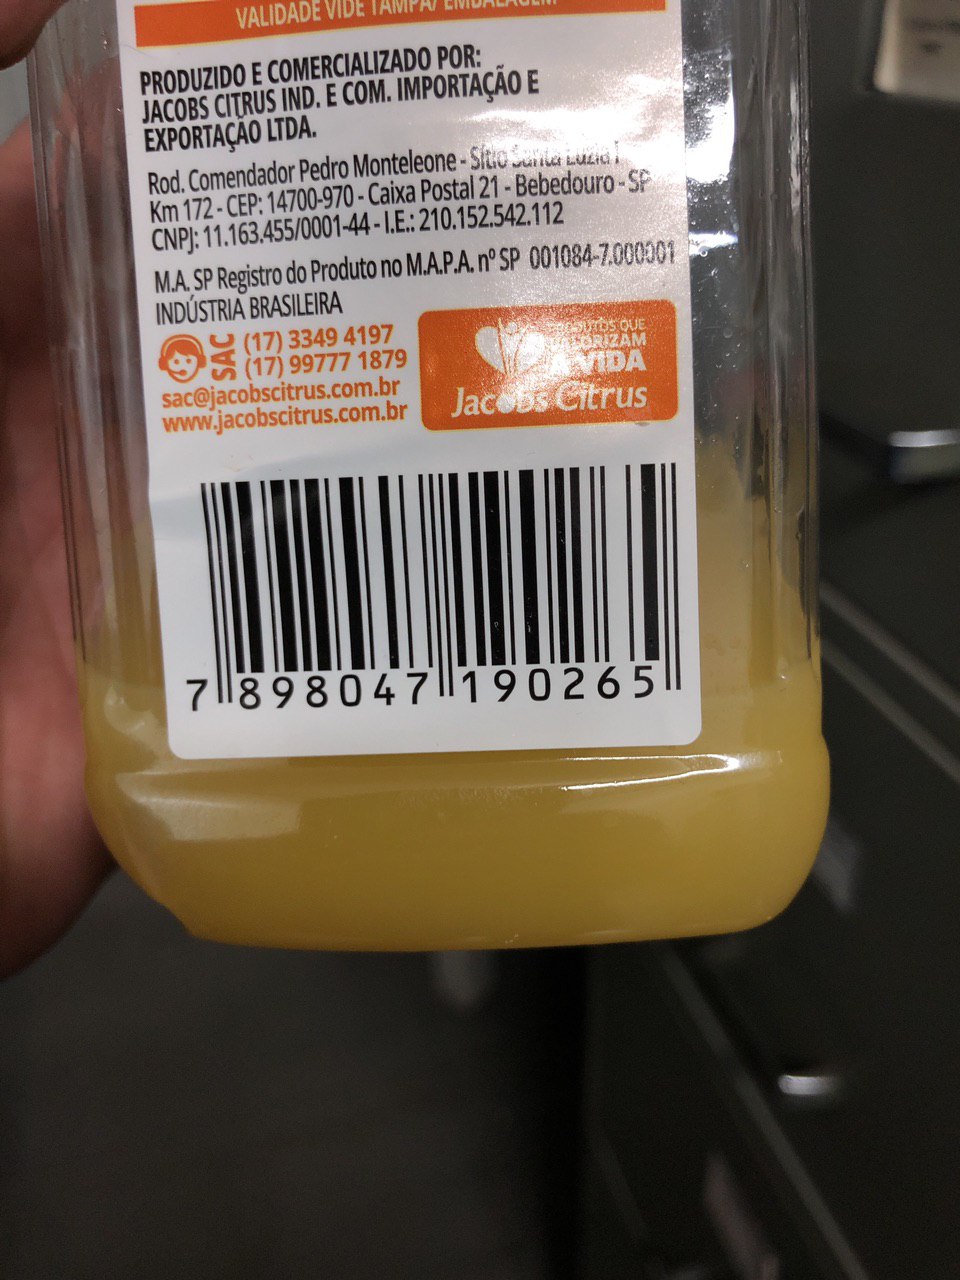 VALIDADE VIDE TAMPA/ EMBALAGEM
PRODUZIDO E COMERCIALIZADO POR:
JACOBS CITRUS IND. E COM. IMPORTAÇÃO E
EXPORTAÇÃO LTDA.
Rod. Comendador Pedro Monteleone - Sítio Santa Luzia I
Km 172 - CEP: 14700-970 - Caixa Postal 21 - Bebedouro - SP
CNPJ: 11.163.455/0001-44 - I.E.: 210.152.542.112
M.A. SP Registro do Produto no M.A.P.A. nº SP 001084-7.000001
INDÚSTRIA BRASILEIRA
SAC
(17) 3349 4197
(17) 99777 1879
sac@jacobscitrus.com.br
www.jacobscitrus.com.br
PRODUTOS QUE
VALORIZAM
A VIDA
Jacobs Citrus
7 898047 190265